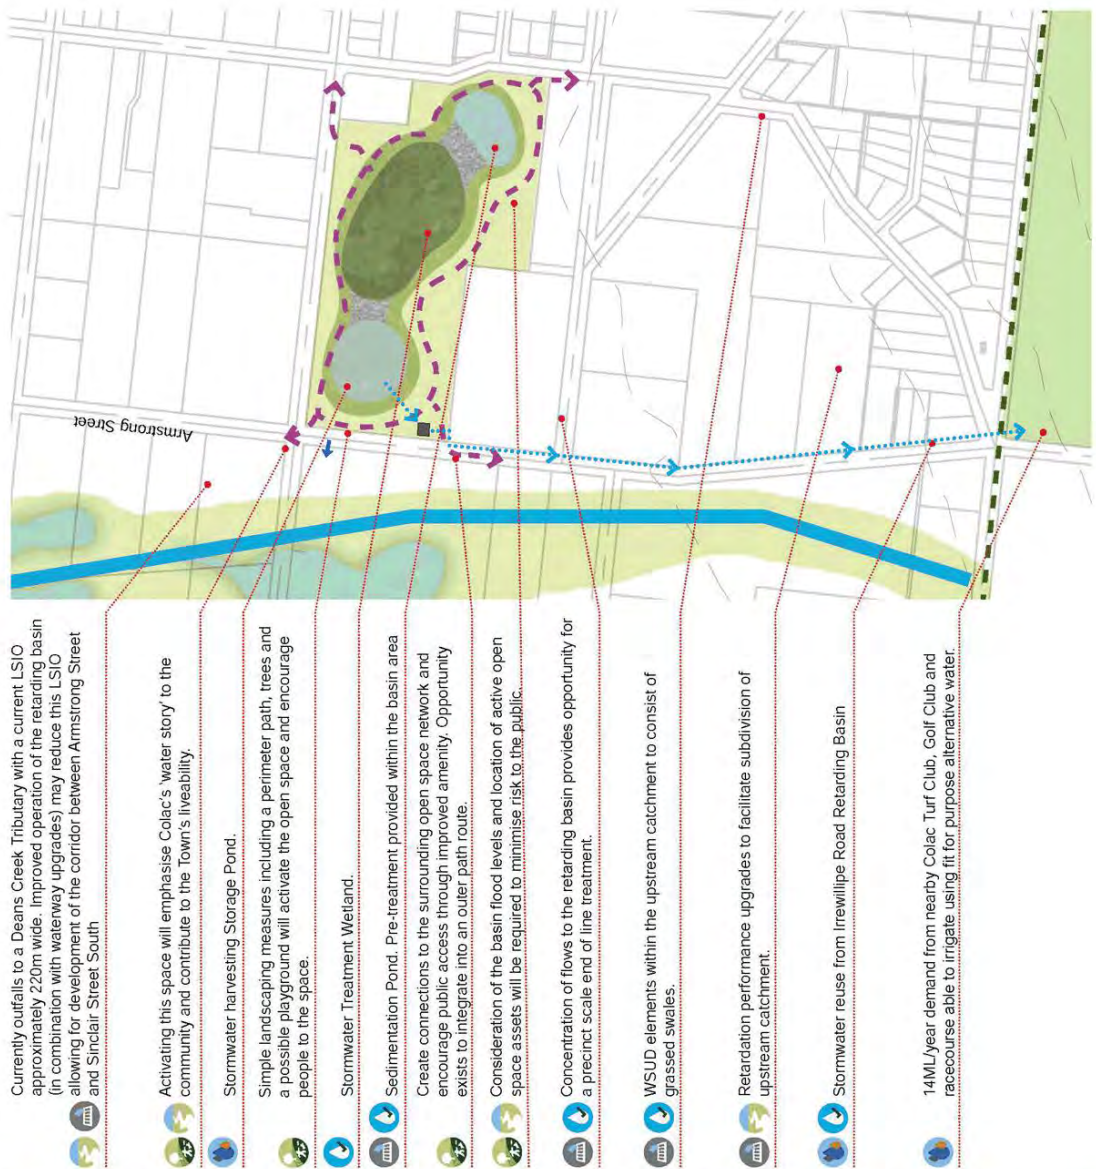 Currently outfalls to a Deans Creek Tributary with a current LSIO
approximately 220m wide. Improved operation of the retarding basin
(in combination with waterway upgrades) may reduce this LSIO
allowing for development of the corridor between Armstrong Street
and Sinclair Street South
Activating this space will emphasise Colac's 'water story' to the
community and contribute to the Town's liveability.
Stormwater harvesting Storage Pond.
Simple landscaping measures including a perimeter path, trees and
a possible playground will activate the open space and encourage
people to the space.
Stormwater Treatment Wetland.
Sedimentation Pond. Pre-treatment provided within the basin area
Create connections to the surrounding open space network and
encourage public access through improved amenity. Opportunity
exists to integrate into an outer path route.
Consideration of the basin flood levels and location of active open
space assets will be required to minimise risk to the public.
Concentration of flows to the retarding basin provides opportunity for
a precinct scale end of line treatment.
WSUD elements within the upstream catchment to consist of
grassed swales.
Retardation performance upgrades to facilitate subdivision of
upstream catchment.
Stormwater reuse from Irrewillipe Road Retarding Basin
14ML/year demand from nearby Colac Turf Club, Golf Club and
racecourse able to irrigate using fit for purpose alternative water.
Armstrong Street